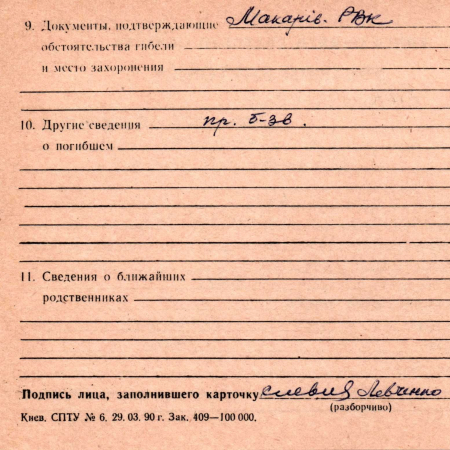 9. Документы, подтверждающие Макарів. РВК
обстоятельства гибели
и место захоронения
10. Другие сведения пр. б-зв.
о погибшем
11. Сведения о ближайших
родственниках
Подпись лица, заполнившего карточку Левченко
(разборчиво)
Киев. СПТУ № 6. 29. 03. 90 г. Зак. 409—100 000.